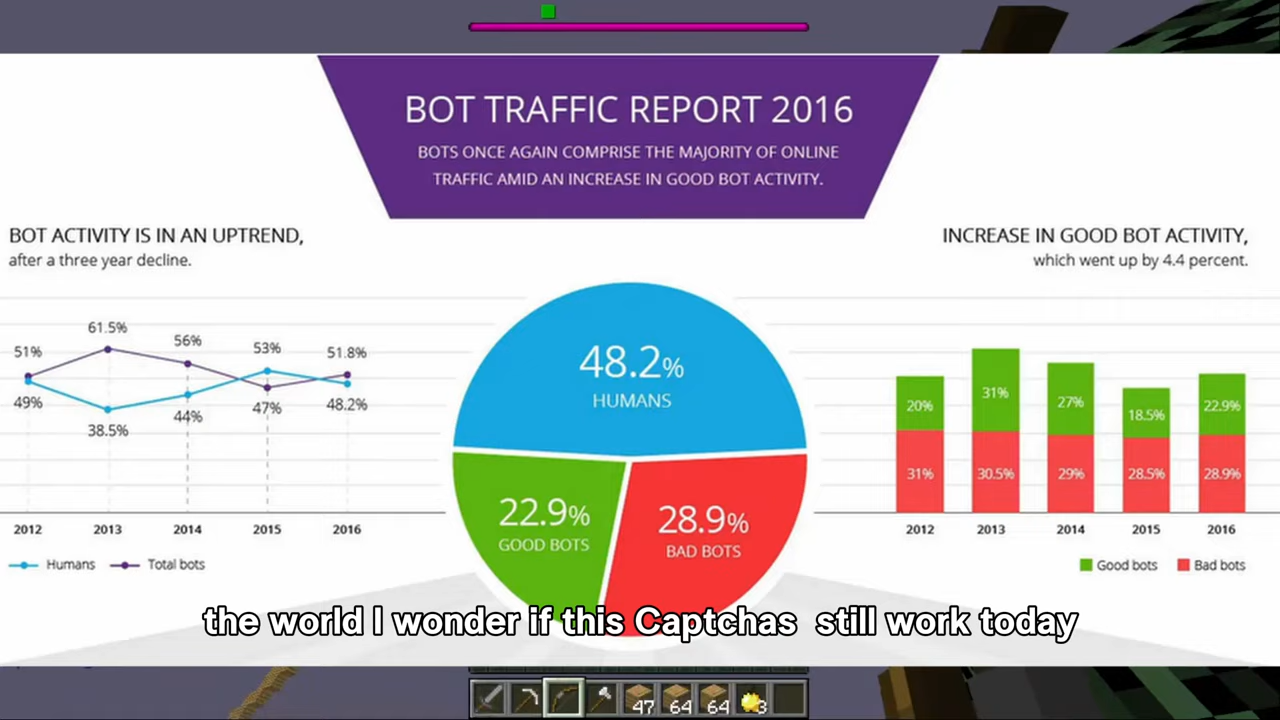 BOT TRAFFIC REPORT 2016
BOTS ONCE AGAIN COMPRISE THE MAJORITY OF ONLINE
TRAFFIC AMID AN INCREASE IN GOOD BOT ACTIVITY.
BOT ACTIVITY IS IN AN UPTREND,
after a three year decline.
51%
61.5%
56%
53%
51.8%
49%
38.5%
44%
47%
48.2%
2012 2013 2014 2015 2016
Humans Total bots
48.2%
HUMANS
22.9%
GOOD BOTS
28.9%
BAD BOTS
INCREASE IN GOOD BOT ACTIVITY,
which went up by 4.4 percent.
20% 31% 27% 18.5% 22.9%
31% 30.5% 29% 28.5% 28.9%
2012 2013 2014 2015 2016
Good bots Bad bots
the world I wonder if this Captchas still work today
47 64 64 3